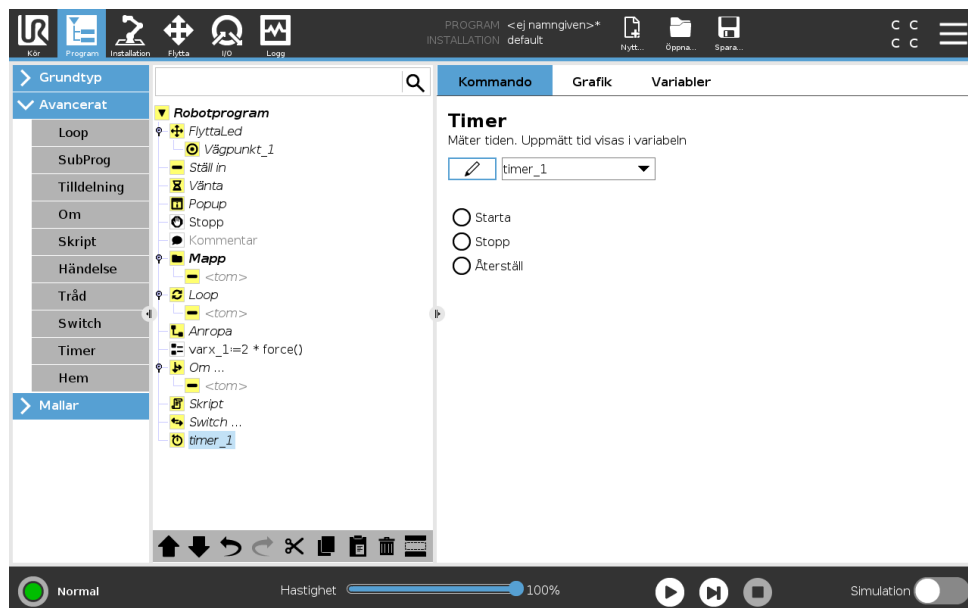 PROGRAM <ej namngiven>*
INSTALLATION default
Kör
Program
Installation
Flytta
I/O
Logg
Nytt...
Öppna...
Spara...
C C
C C
Grundtyp
Avancerat
Loop
SubProg
Tilldelning
Om
Skript
Händelse
Tråd
Switch
Timer
Hem
Mallar
Robotprogram
FlyttaLed
Vägpunkt_1
Ställ in
Vänta
Popup
Stopp
Kommentar
Mapp
<tom>
Loop
<tom>
Anropa
varx_1≔2 * force()
Om ...
<tom>
Skript
Switch ...
timer_1
Kommando
Grafik
Variabler
Timer
Mäter tiden. Uppmätt tid visas i variabeln
timer_1
Starta
Stopp
Återställ
Normal
Hastighet
100%
Simulation